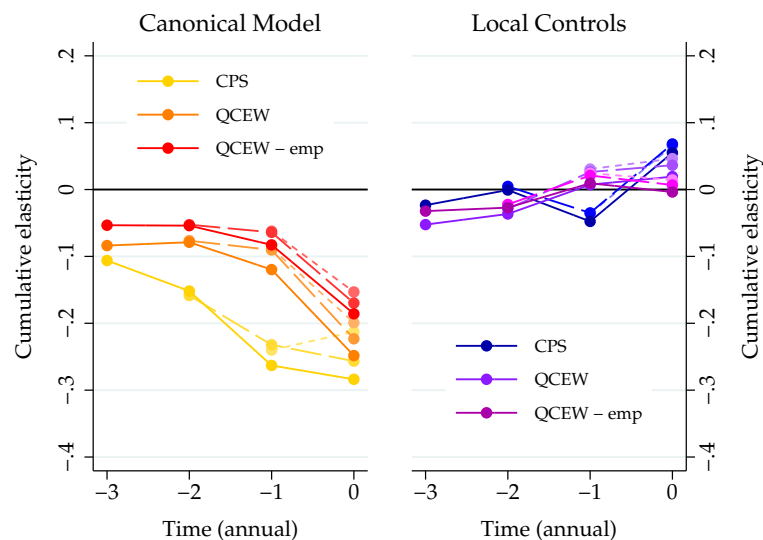 Canonical Model
Local Controls
.2
.1
0
−.1
−.2
−.3
−.4
Cumulative elasticity
CPS
QCEW
QCEW − emp
−3
−2
−1
0
Time (annual)
.2
.1
0
−.1
−.2
−.3
−.4
Cumulative elasticity
CPS
QCEW
QCEW − emp
−3
−2
−1
0
Time (annual)